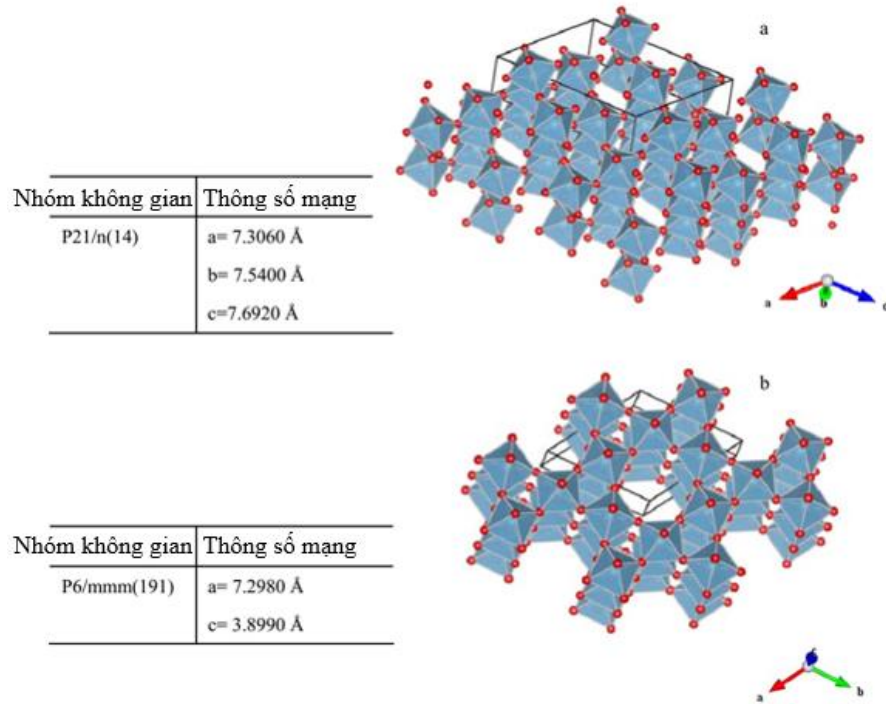 a
Nhóm không gian Thông số mạng
P21/n(14) a= 7.3060 Å
b= 7.5400 Å
c=7.6920 Å
a b c
b
Nhóm không gian Thông số mạng
P6/mmm(191) a= 7.2980 Å
c= 3.8990 Å
a b